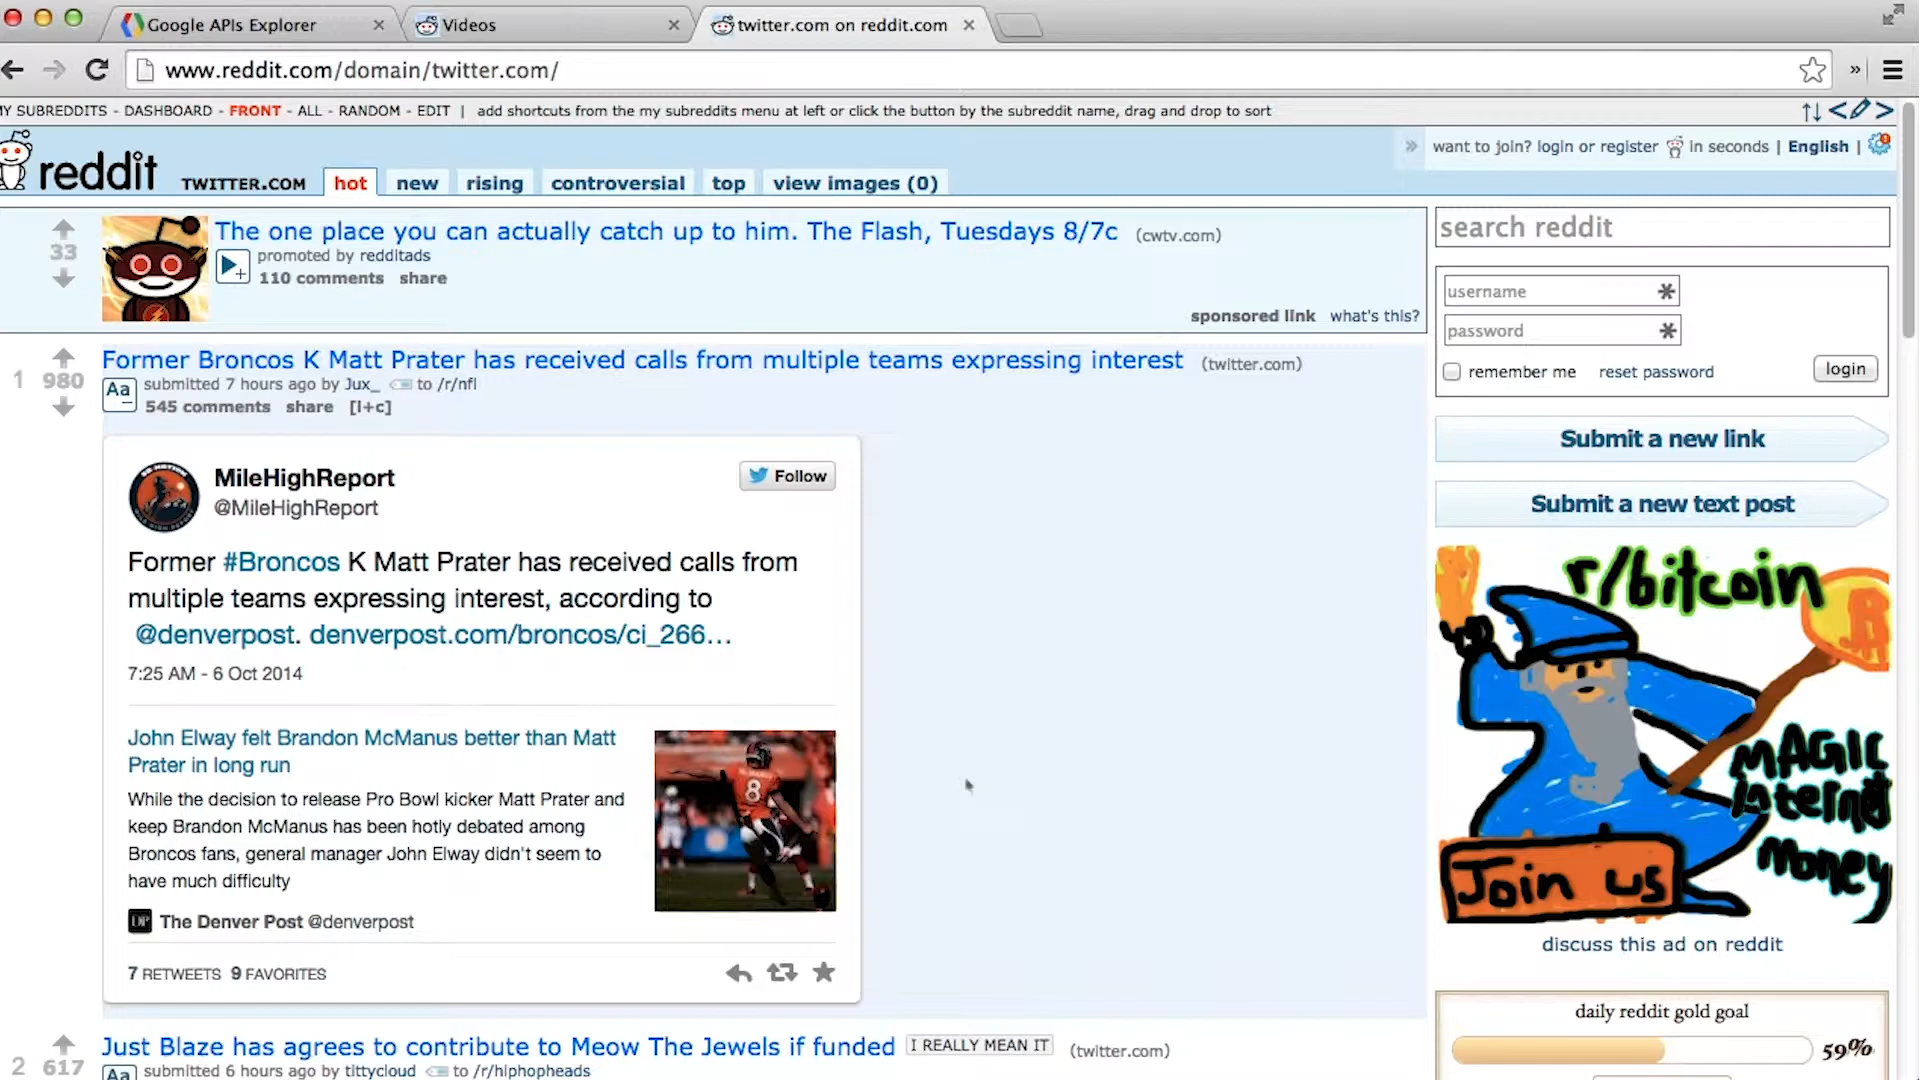 Google APIs Explorer
Videos
twitter.com on reddit.com
www.reddit.com/domain/twitter.com/
MY SUBREDDITS - DASHBOARD - FRONT - ALL - RANDOM - EDIT | add shortcuts from the my subreddits menu at left or click the button by the subreddit name, drag and drop to sort
reddit TWITTER.COM hot new rising controversial top view images (0)
want to join? login or register in seconds | English |
33
The one place you can actually catch up to him. The Flash, Tuesdays 8/7c (cwtv.com)
promoted by redditads
110 comments share
sponsored link what's this?
1
980
Former Broncos K Matt Prater has received calls from multiple teams expressing interest (twitter.com)
Aa
submitted 7 hours ago by Jux_ to /r/nfl
545 comments share [l+c]
MileHighReport
@MileHighReport
Follow
Former #Broncos K Matt Prater has received calls from
multiple teams expressing interest, according to
@denverpost. denverpost.com/broncos/ci_266…
7:25 AM - 6 Oct 2014
John Elway felt Brandon McManus better than Matt
Prater in long run
While the decision to release Pro Bowl kicker Matt Prater and
keep Brandon McManus has been hotly debated among
Broncos fans, general manager John Elway didn't seem to
have much difficulty
8
DP The Denver Post @denverpost
7 RETWEETS 9 FAVORITES
2
617
Just Blaze has agrees to contribute to Meow The Jewels if funded I REALLY MEAN IT (twitter.com)
Aa
submitted 6 hours ago by tittycloud to /r/hiphopheads
search reddit
username
password
remember me reset password login
Submit a new link
Submit a new text post
r/bitcoin
B
MAGIC
internet
money
Join us
discuss this ad on reddit
daily reddit gold goal
59%